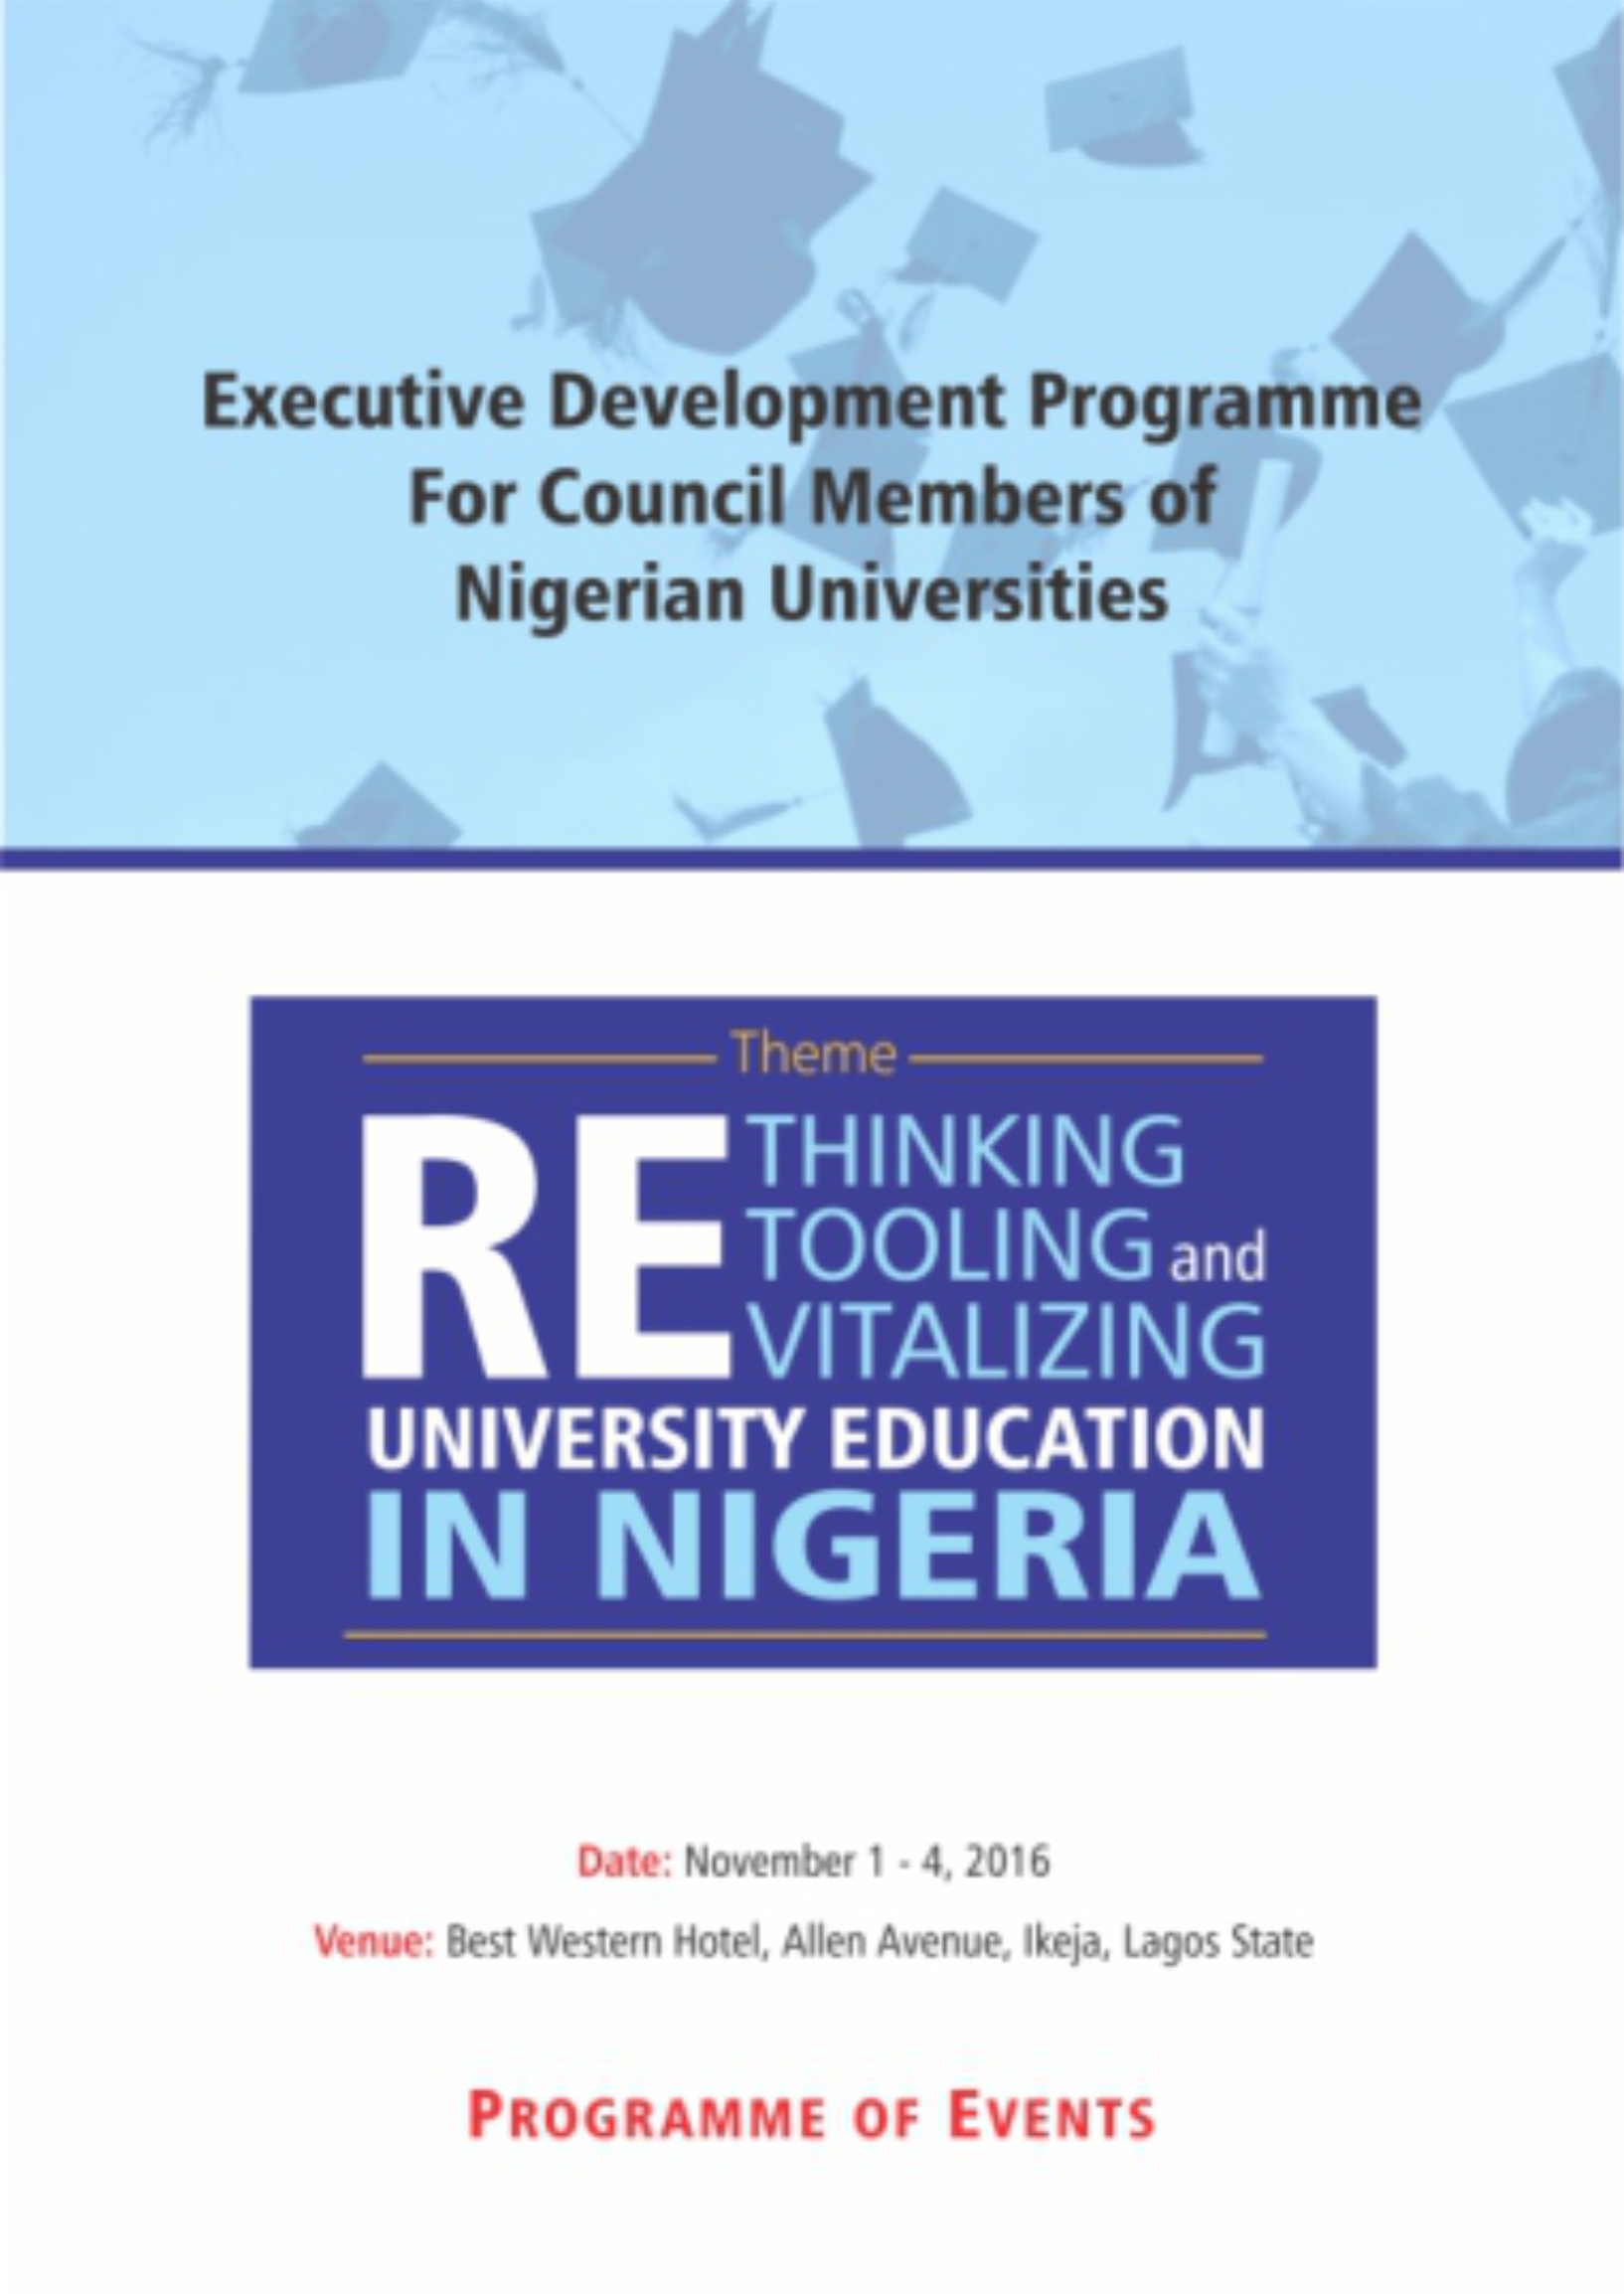 Executive Development Programme
For Council Members of
Nigerian Universities
Theme
RE THINKING
TOOLING and
VITALIZING
UNIVERSITY EDUCATION
IN NIGERIA
Date: November 1 - 4, 2016
Venue: Best Western Hotel, Allen Avenue, Ikeja, Lagos State
PROGRAMME OF EVENTS